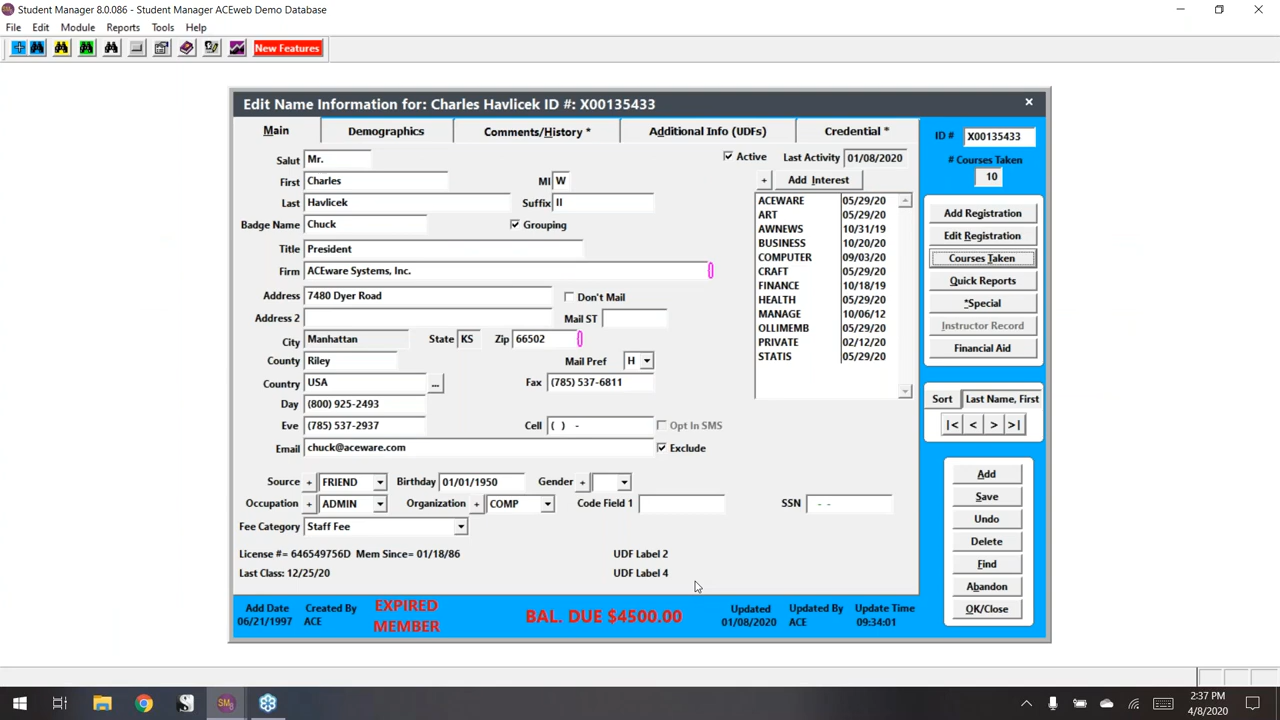 Student Manager 8.0.086 - Student Manager ACEweb Demo Database
File Edit Module Reports Tools Help
New Features
Edit Name Information for: Charles Havlicek ID #: X00135433
Main Demographics Comments/History * Additional Info (UDFs) Credential *
Salut Mr.
First Charles MI W
Last Havlicek Suffix II
Badge Name Chuck Grouping
Title President
Firm ACEware Systems, Inc.
Address 7480 Dyer Road Don't Mail
Address 2 Mail ST
City Manhattan State KS Zip 66502
County Riley Mail Pref H
Country USA ... Fax (785) 537-6811
Day (800) 925-2493
Eve (785) 537-2937 Cell ( ) - Opt In SMS
Email chuck@aceware.com Exclude
Active Last Activity 01/08/2020
+ Add Interest
ACEWARE 05/29/20
ART 05/29/20
AWNEWS 10/31/19
BUSINESS 10/20/20
COMPUTER 09/03/20
CRAFT 05/29/20
FINANCE 10/18/19
HEALTH 05/29/20
MANAGE 10/06/12
OLLIMEMB 05/29/20
PRIVATE 02/12/20
STATIS 05/29/20
Source + FRIEND Birthday 01/01/1950 Gender +
Occupation + ADMIN Organization + COMP Code Field 1 SSN - -
Fee Category Staff Fee
License #= 646549756D Mem Since= 01/18/86 UDF Label 2
Last Class: 12/25/20 UDF Label 4
Add Date Created By EXPIRED BAL. DUE $4500.00 Updated Updated By Update Time
06/21/1997 ACE MEMBER 01/08/2020 ACE 09:34:01
ID # X00135433
# Courses Taken
10
Add Registration
Edit Registration
Courses Taken
Quick Reports
*Special
Instructor Record
Financial Aid
Sort Last Name, First
|< < > >|
Add
Save
Undo
Delete
Find
Abandon
OK/Close
2:37 PM
4/8/2020